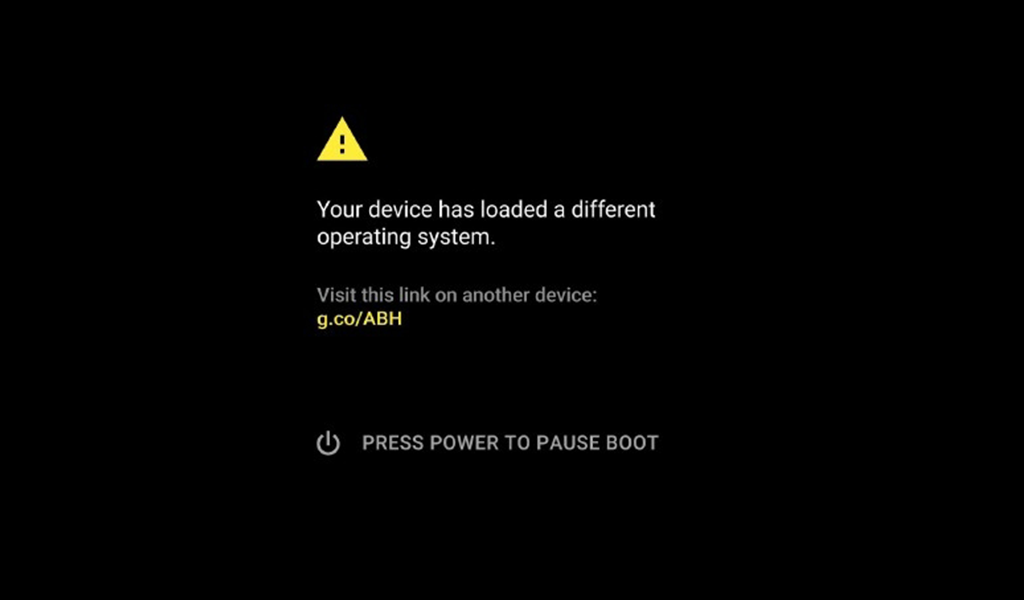 Your device has loaded a different
operating system.
Visit this link on another device:
g.co/ABH
PRESS POWER TO PAUSE BOOT